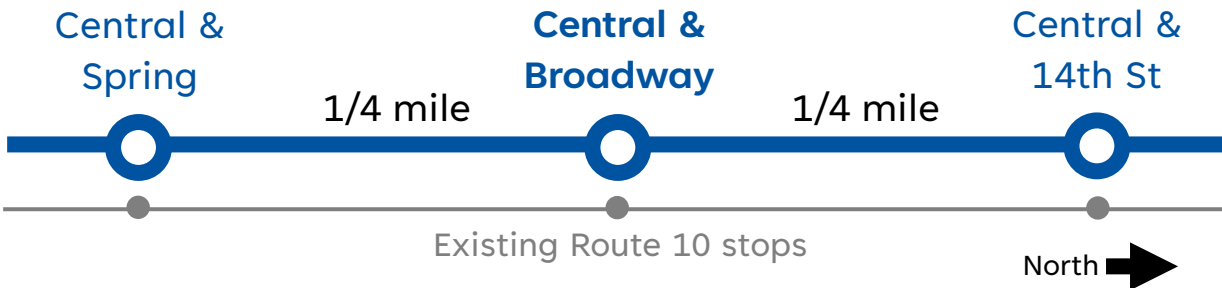 Central &
Spring
Central &
Broadway
Central &
14th St
1/4 mile
1/4 mile
Existing Route 10 stops
North